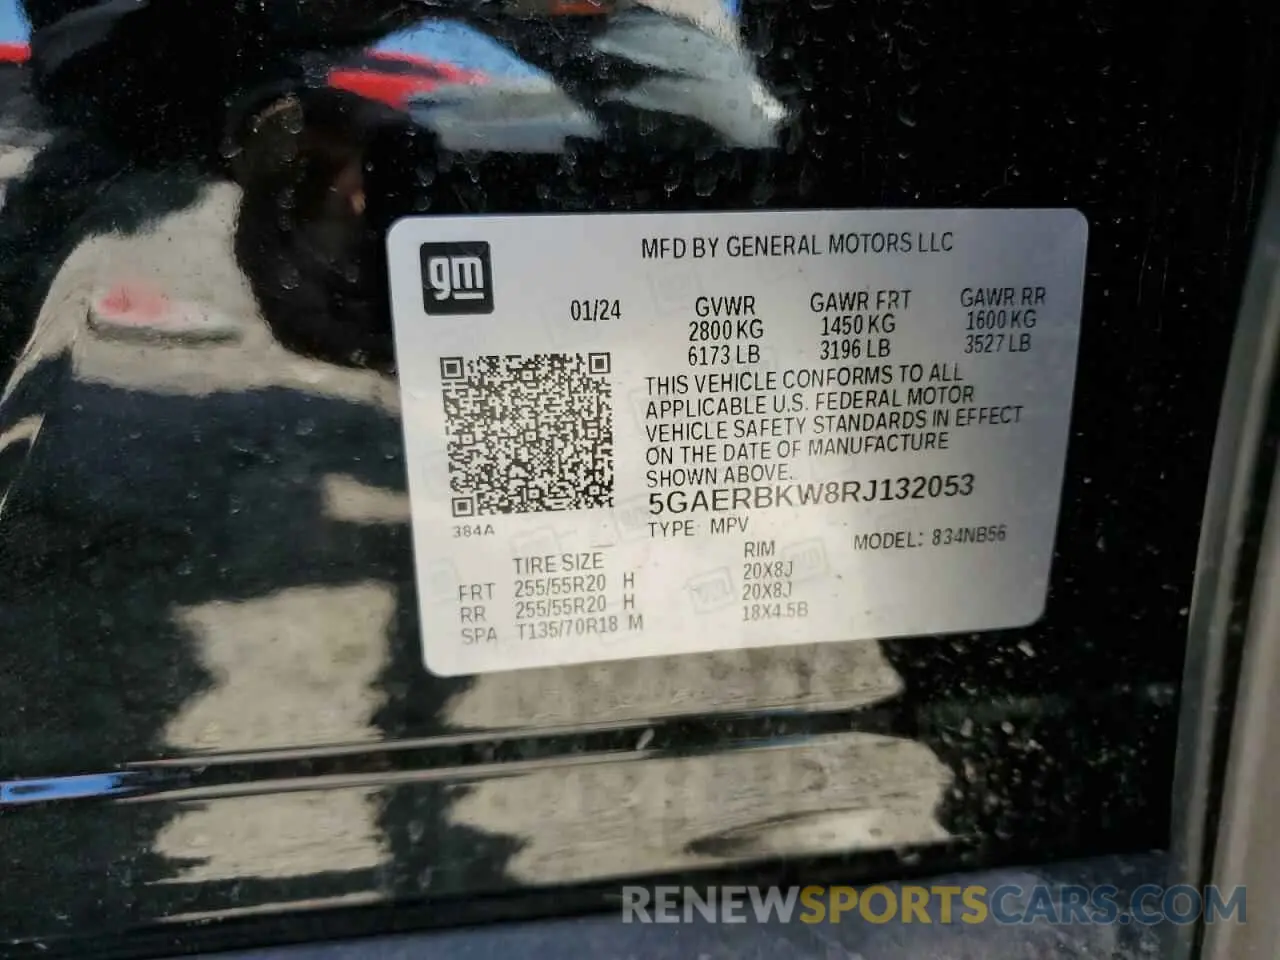 gm
MFD BY GENERAL MOTORS LLC
01/24 GVWR GAWR FRT GAWR RR
2800 KG 1450 KG 1600 KG
6173 LB 3196 LB 3527 LB
THIS VEHICLE CONFORMS TO ALL
APPLICABLE U.S. FEDERAL MOTOR
VEHICLE SAFETY STANDARDS IN EFFECT
ON THE DATE OF MANUFACTURE
SHOWN ABOVE.
5GAERBKW8RJ132053
384A TYPE: MPV MODEL: 834NB56
TIRE SIZE RIM
FRT 255/55R20 H 20X8J
RR 255/55R20 H 20X8J
SPA T135/70R18 M 18X4.5B
RENEWSPORTSCARS.COM